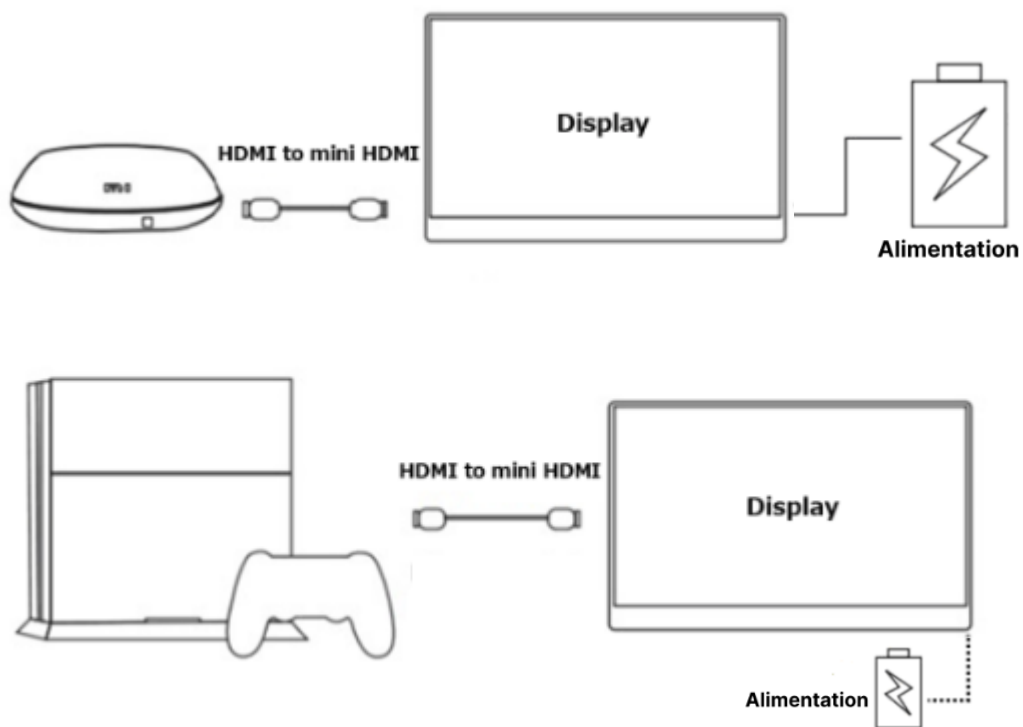 Display
HDMI to mini HDMI
Alimentation
HDMI to mini HDMI
Display
Alimentation